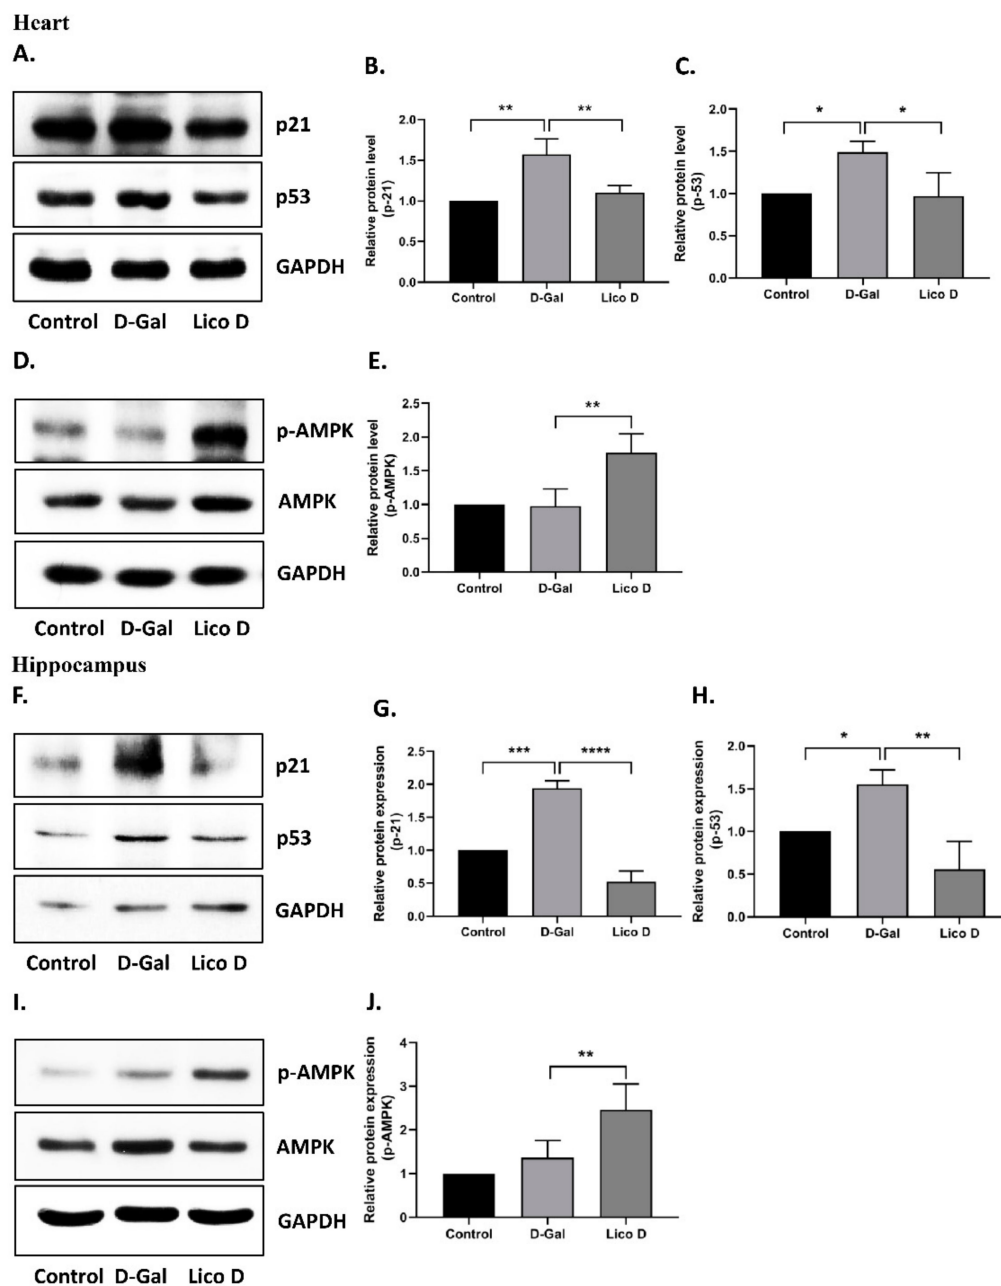 Heart
A.
p21
p53
GAPDH
Control D-Gal Lico D
B.
** **
Relative protein level
(p-21)
2.0
1.5
1.0
0.5
0.0
Control D-Gal Lico D
C.
* *
Relative protein level
(p-53)
2.0
1.5
1.0
0.5
0.0
Control D-Gal Lico D
D.
p-AMPK
AMPK
GAPDH
Control D-Gal Lico D
E.
**
Relative protein level
(p-AMPK)
2.5
2.0
1.5
1.0
0.5
0.0
Control D-Gal Lico D
Hippocampus
F.
p21
p53
GAPDH
Control D-Gal Lico D
G.
*** ****
Relative protein expression
(p-21)
2.5
2.0
1.5
1.0
0.5
0.0
Control D-Gal Lico D
H.
* **
Relative protein expression
(p-53)
2.0
1.5
1.0
0.5
0.0
Control D-Gal Lico D
I.
p-AMPK
AMPK
GAPDH
Control D-Gal Lico D
J.
**
Relative protein expression
(p-AMPK)
4
3
2
1
0
Control D-Gal Lico D